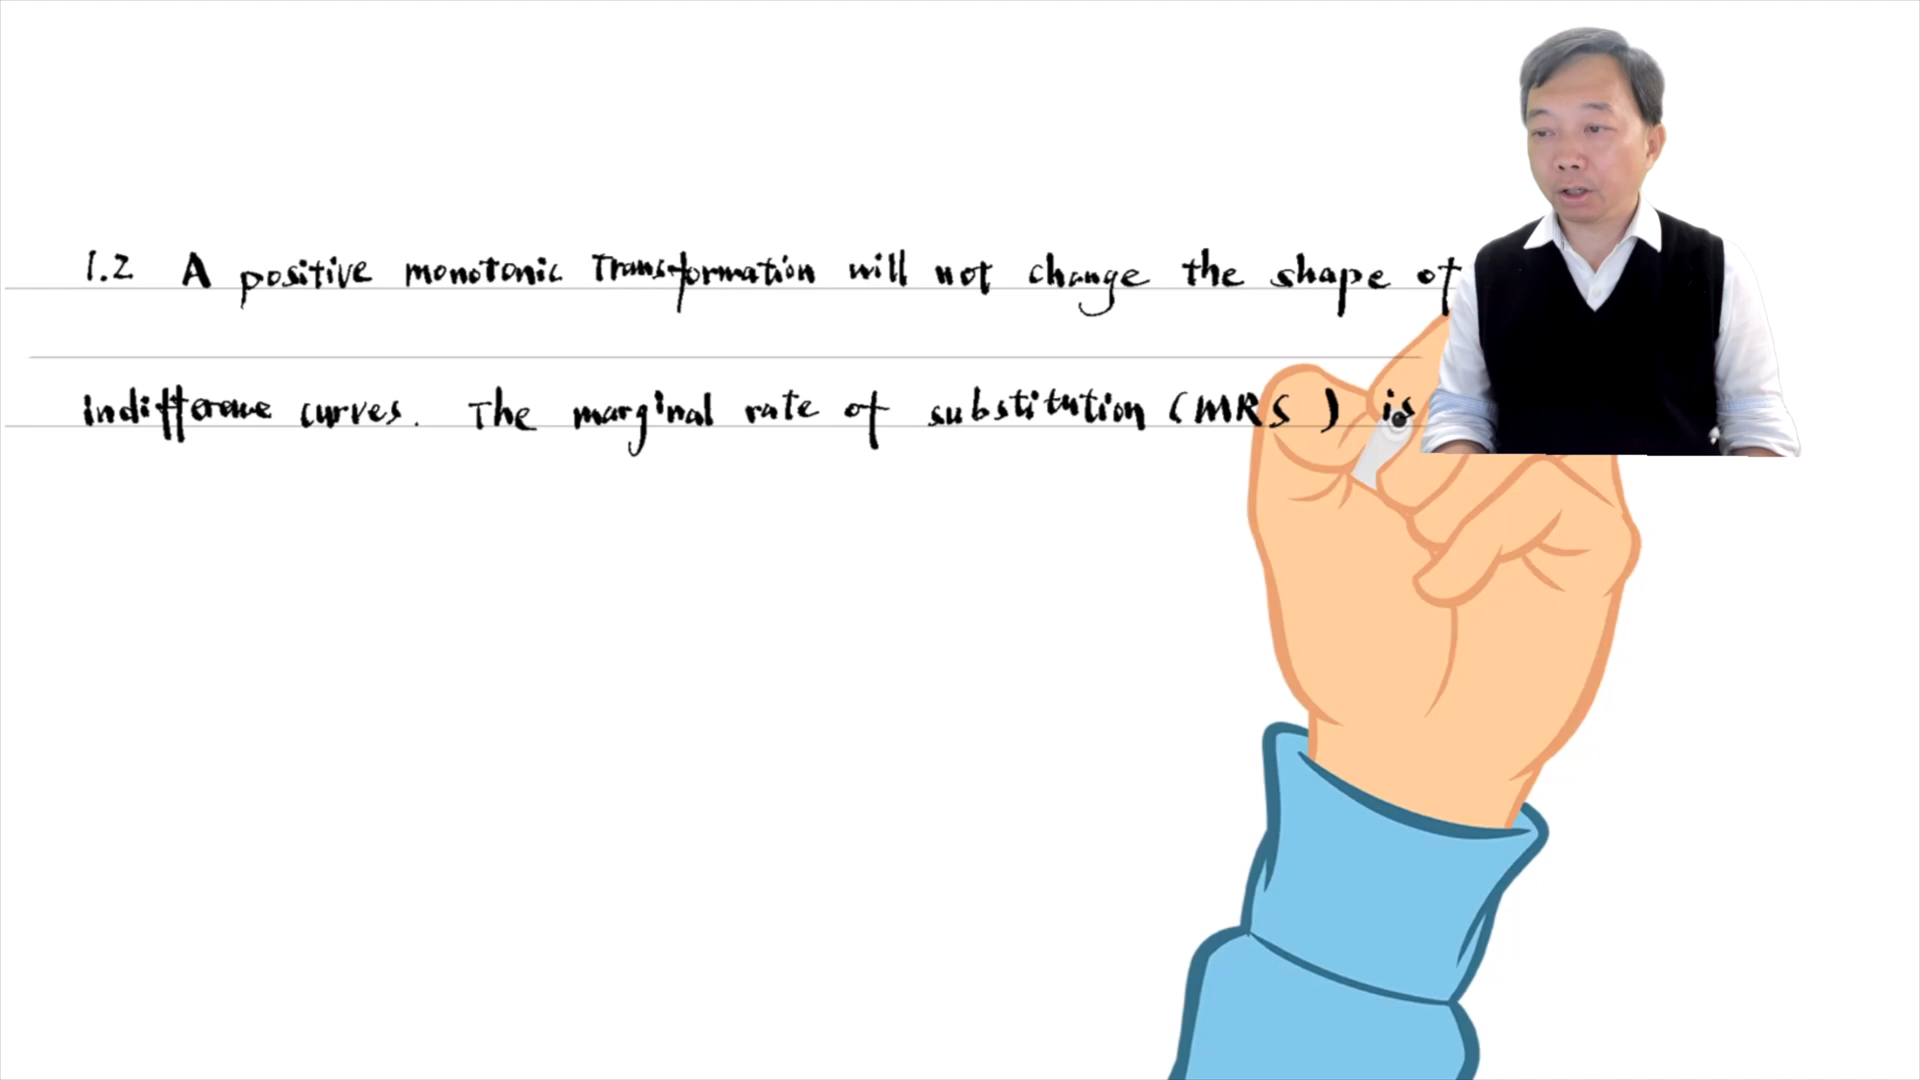 1.2 A positive monotonic Transformation will not change the shape of
indifference curves. The marginal rate of substitution (MRS) is